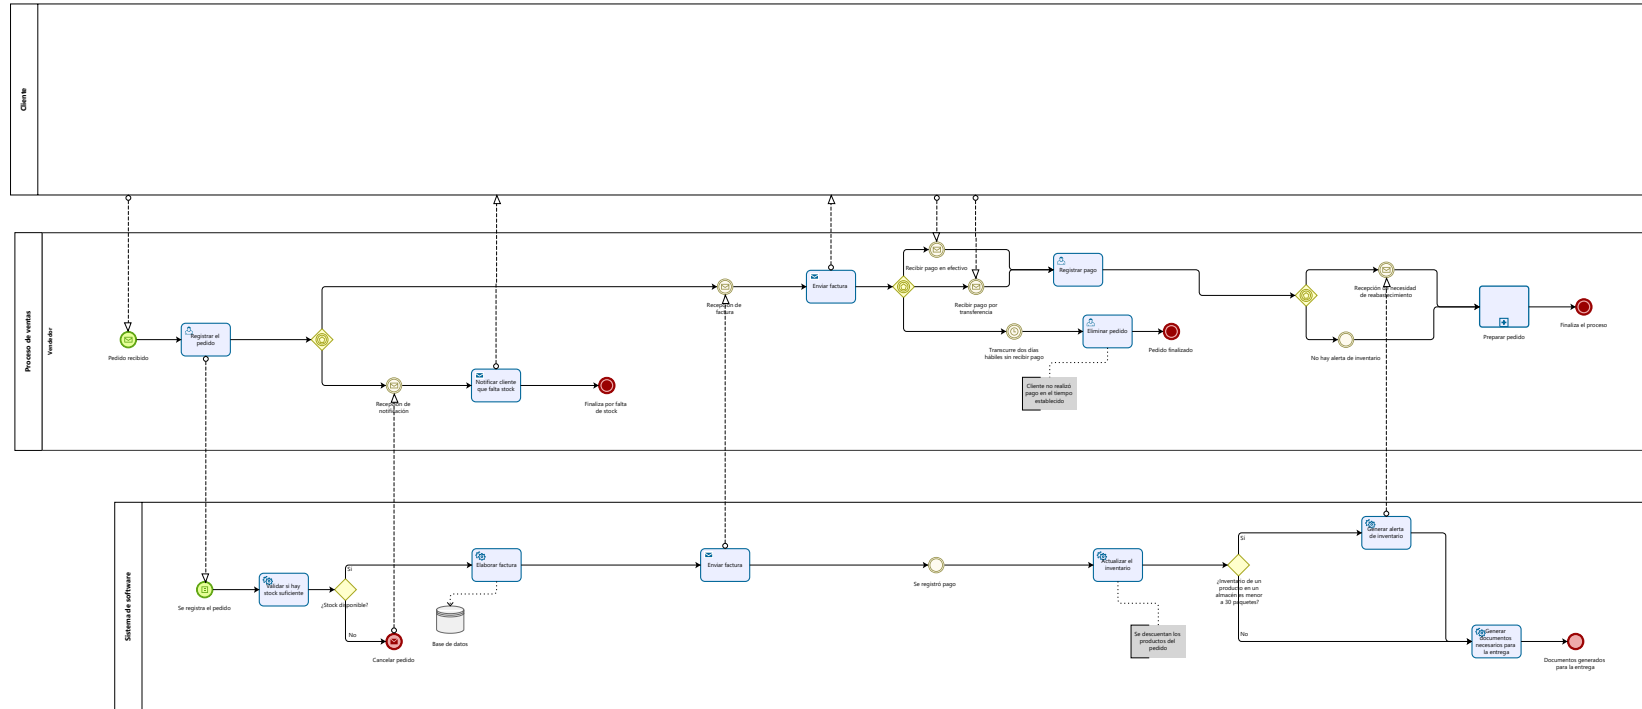 Cliente
Proceso de ventas
Vendedor
Pedido recibido
Registrar el
pedido
Recepción de
notificación
Notificar cliente
que falta stock
Finaliza por falta
de stock
Recepción de
factura
Enviar factura
Recibir pago en efectivo
Recibir pago por
transferencia
Registrar pago
Transcurre dos días
hábiles sin recibir pago
Eliminar pedido
Pedido finalizado
Cliente no realizó
pago en el tiempo
establecido
Recepción de necesidad
de reabastecimiento
No hay alerta de inventario
Preparar pedido
Finaliza el proceso
Sistema de software
Se registra el pedido
Validar si hay
stock suficiente
¿Stock disponible?
Si
No
Cancelar pedido
Elaborar factura
Base de datos
Enviar factura
Se registró pago
Actualizar el
inventario
Se descuentan los
productos del
pedido
¿Inventario de un
producto en un
almacén es menor
a 30 paquetes?
Si
No
Generar alerta
de inventario
Generar
documentos
necesarios para
la entrega
Documentos generados
para la entrega